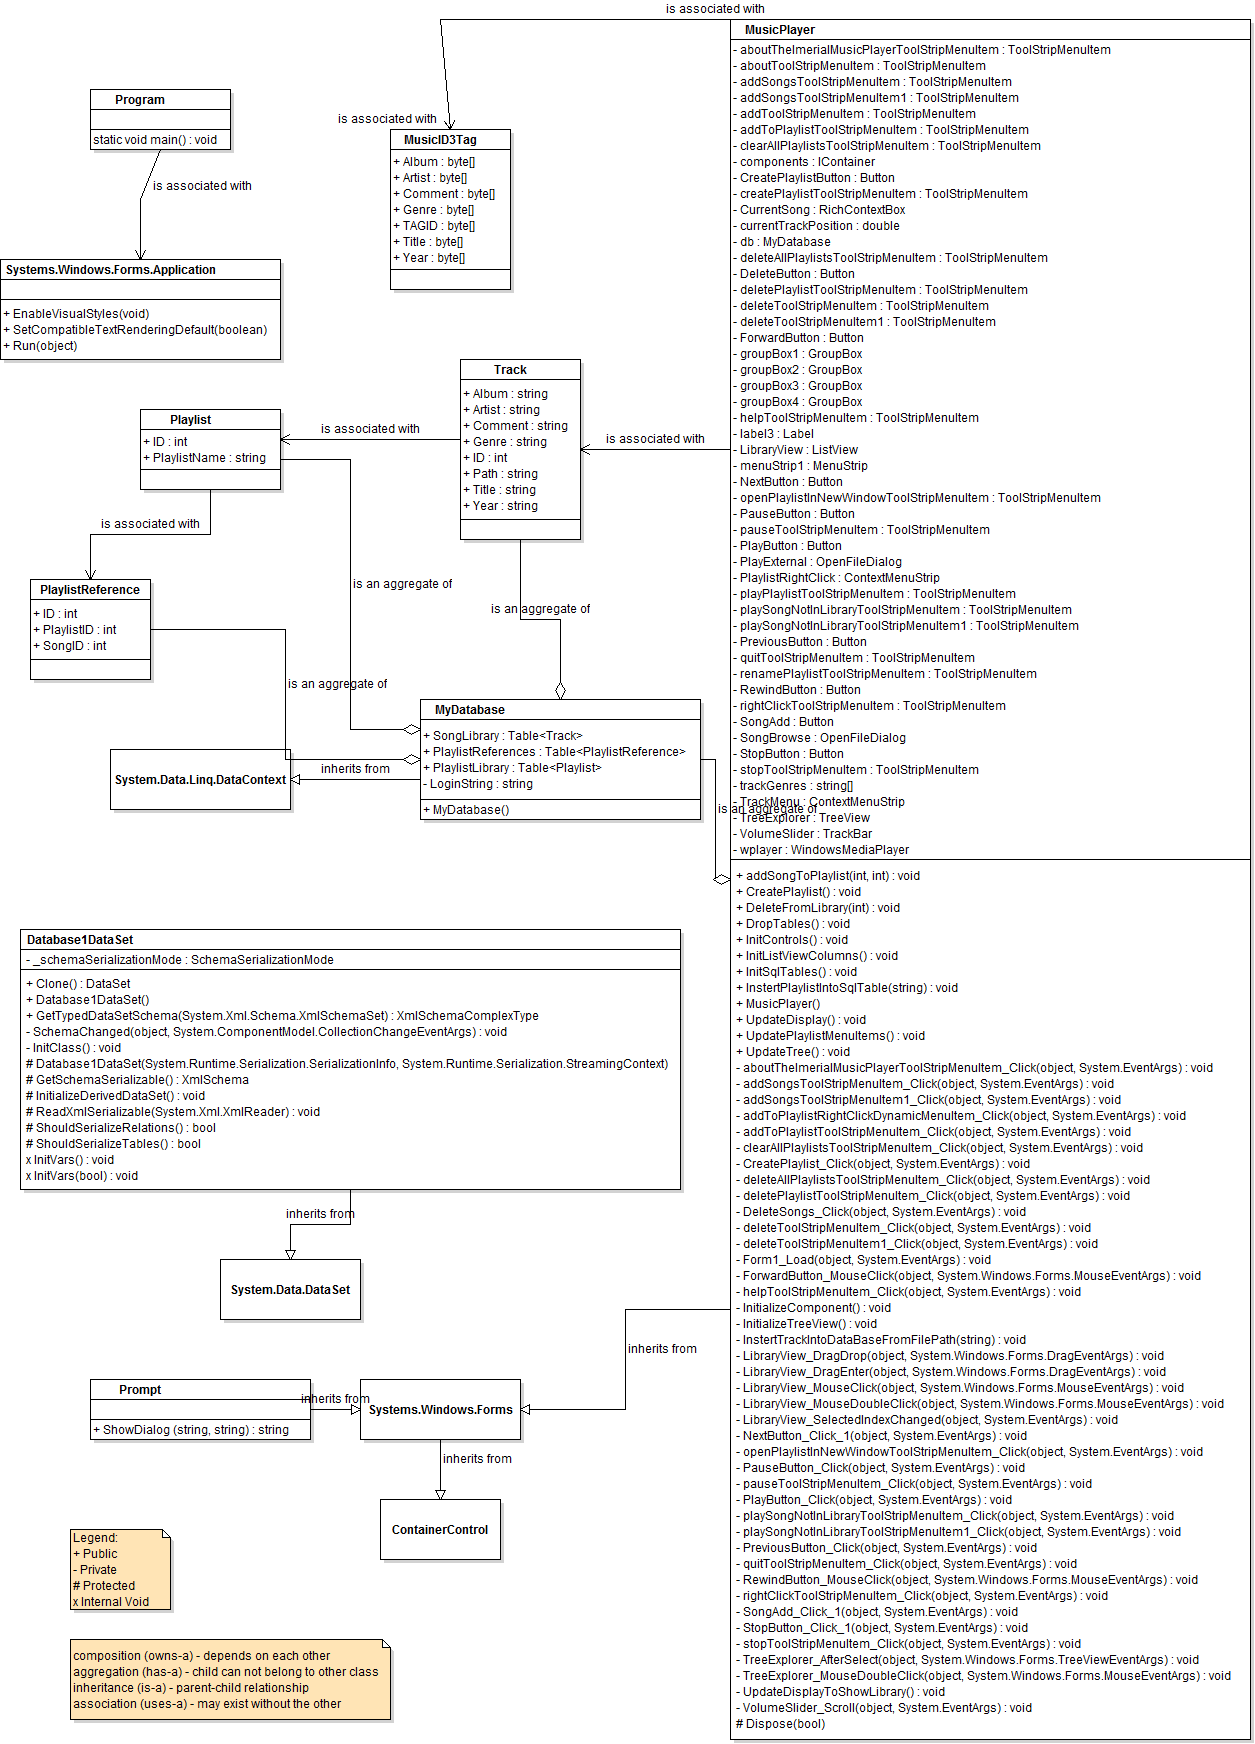 is associated with
MusicPlayer
- aboutTheImerialMusicPlayerToolStripMenuItem : ToolStripMenuItem
- aboutToolStripMenuItem : ToolStripMenuItem
- addSongsToolStripMenuItem : ToolStripMenuItem
- addSongsToolStripMenuItem1 : ToolStripMenuItem
- addToolStripMenuItem : ToolStripMenuItem
- addToPlaylistToolStripMenuItem : ToolStripMenuItem
- clearAllPlaylistsToolStripMenuItem : ToolStripMenuItem
- components : IContainer
- CreatePlaylistButton : Button
- createPlaylistToolStripMenuItem : ToolStripMenuItem
- CurrentSong : RichContextBox
- currentTrackPosition : double
- db : MyDatabase
- deleteAllPlaylistsToolStripMenuItem : ToolStripMenuItem
- DeleteButton : Button
- deletePlaylistToolStripMenuItem : ToolStripMenuItem
- deleteToolStripMenuItem : ToolStripMenuItem
- deleteToolStripMenuItem1 : ToolStripMenuItem
- ForwardButton : Button
- groupBox1 : GroupBox
- groupBox2 : GroupBox
- groupBox3 : GroupBox
- groupBox4 : GroupBox
- helpToolStripMenuItem : ToolStripMenuItem
- label3 : Label
- LibraryView : ListView
- menuStrip1 : MenuStrip
- NextButton : Button
- openPlaylistInNewWindowToolStripMenuItem : ToolStripMenuItem
- PauseButton : Button
- pauseToolStripMenuItem : ToolStripMenuItem
- PlayButton : Button
- PlayExternal : OpenFileDialog
- PlaylistRightClick : ContextMenuStrip
- playPlaylistToolStripMenuItem : ToolStripMenuItem
- playSongNotInLibraryToolStripMenuItem : ToolStripMenuItem
- playSongNotInLibraryToolStripMenuItem1 : ToolStripMenuItem
- PreviousButton : Button
- quitToolStripMenuItem : ToolStripMenuItem
- renamePlaylistToolStripMenuItem : ToolStripMenuItem
- RewindButton : Button
- rightClickToolStripMenuItem : ToolStripMenuItem
- SongAdd : Button
- SongBrowse : OpenFileDialog
- StopButton : Button
- stopToolStripMenuItem : ToolStripMenuItem
- trackGenres : string[]
- TrackMenu : ContextMenuStrip
- TreeExplorer : TreeView
- VolumeSlider : TrackBar
- wplayer : WindowsMediaPlayer
+ addSongToPlaylist(int, int) : void
+ CreatePlaylist() : void
+ DeleteFromLibrary(int) : void
+ DropTables() : void
+ InitControls() : void
+ InitListViewColumns() : void
+ InitSqlTables() : void
+ InstertPlaylistIntoSqlTable(string) : void
+ MusicPlayer()
+ UpdateDisplay() : void
+ UpdatePlaylistMenuItems() : void
+ UpdateTree() : void
- aboutTheImerialMusicPlayerToolStripMenuItem_Click(object, System.EventArgs) : void
- addSongsToolStripMenuItem_Click(object, System.EventArgs) : void
- addSongsToolStripMenuItem1_Click(object, System.EventArgs) : void
- addToPlaylistRightClickDynamicMenuItem_Click(object, System.EventArgs) : void
- addToPlaylistToolStripMenuItem_Click(object, System.EventArgs) : void
- clearAllPlaylistsToolStripMenuItem_Click(object, System.EventArgs) : void
- CreatePlaylist_Click(object, System.EventArgs) : void
- deleteAllPlaylistsToolStripMenuItem_Click(object, System.EventArgs) : void
- deletePlaylistToolStripMenuItem_Click(object, System.EventArgs) : void
- DeleteSongs_Click(object, System.EventArgs) : void
- deleteToolStripMenuItem_Click(object, System.EventArgs) : void
- deleteToolStripMenuItem1_Click(object, System.EventArgs) : void
- Form1_Load(object, System.EventArgs) : void
- ForwardButton_MouseClick(object, System.Windows.Forms.MouseEventArgs) : void
- helpToolStripMenuItem_Click(object, System.EventArgs) : void
- InitializeComponent() : void
- InitializeTreeView() : void
- InstertTrackIntoDataBaseFromFilePath(string) : void
- LibraryView_DragDrop(object, System.Windows.Forms.DragEventArgs) : void
- LibraryView_DragEnter(object, System.Windows.Forms.DragEventArgs) : void
- LibraryView_MouseClick(object, System.Windows.Forms.MouseEventArgs) : void
- LibraryView_MouseDoubleClick(object, System.Windows.Forms.MouseEventArgs) : void
- LibraryView_SelectedIndexChanged(object, System.EventArgs) : void
- NextButton_Click_1(object, System.EventArgs) : void
- openPlaylistInNewWindowToolStripMenuItem_Click(object, System.EventArgs) : void
- PauseButton_Click(object, System.EventArgs) : void
- pauseToolStripMenuItem_Click(object, System.EventArgs) : void
- PlayButton_Click(object, System.EventArgs) : void
- playSongNotInLibraryToolStripMenuItem_Click(object, System.EventArgs) : void
- playSongNotInLibraryToolStripMenuItem1_Click(object, System.EventArgs) : void
- PreviousButton_Click(object, System.EventArgs) : void
- quitToolStripMenuItem_Click(object, System.EventArgs) : void
- RewindButton_MouseClick(object, System.Windows.Forms.MouseEventArgs) : void
- rightClickToolStripMenuItem_Click(object, System.EventArgs) : void
- SongAdd_Click_1(object, System.EventArgs) : void
- StopButton_Click_1(object, System.EventArgs) : void
- stopToolStripMenuItem_Click(object, System.EventArgs) : void
- TreeExplorer_AfterSelect(object, System.Windows.Forms.TreeViewEventArgs) : void
- TreeExplorer_MouseDoubleClick(object, System.Windows.Forms.MouseEventArgs) : void
- UpdateDisplayToShowLibrary() : void
- VolumeSlider_Scroll(object, System.EventArgs) : void
# Dispose(bool)
Program
static void main() : void
is associated with
Systems.Windows.Forms.Application
+ EnableVisualStyles(void)
+ SetCompatibleTextRenderingDefault(boolean)
+ Run(object)
is associated with
MusicID3Tag
+ Album : byte[]
+ Artist : byte[]
+ Comment : byte[]
+ Genre : byte[]
+ TAGID : byte[]
+ Title : byte[]
+ Year : byte[]
Track
+ Album : string
+ Artist : string
+ Comment : string
+ Genre : string
+ ID : int
+ Path : string
+ Title : string
+ Year : string
is associated with
is associated with
Playlist
+ ID : int
+ PlaylistName : string
is associated with
PlaylistReference
+ ID : int
+ PlaylistID : int
+ SongID : int
is an aggregate of
is an aggregate of
is an aggregate of
MyDatabase
+ SongLibrary : Table<Track>
+ PlaylistReferences : Table<PlaylistReference>
+ PlaylistLibrary : Table<Playlist>
- LoginString : string
+ MyDatabase()
is an aggregate of
inherits from
System.Data.Linq.DataContext
Database1DataSet
- _schemaSerializationMode : SchemaSerializationMode
+ Clone() : DataSet
+ Database1DataSet()
+ GetTypedDataSetSchema(System.Xml.Schema.XmlSchemaSet) : XmlSchemaComplexType
- SchemaChanged(object, System.ComponentModel.CollectionChangeEventArgs) : void
- InitClass() : void
# Database1DataSet(System.Runtime.Serialization.SerializationInfo, System.Runtime.Serialization.StreamingContext)
# GetSchemaSerializable() : XmlSchema
# InitializeDerivedDataSet() : void
# ReadXmlSerializable(System.Xml.XmlReader) : void
# ShouldSerializeRelations() : bool
# ShouldSerializeTables() : bool
x InitVars() : void
x InitVars(bool) : void
inherits from
System.Data.DataSet
inherits from
Prompt
+ ShowDialog (string, string) : string
inherits from
Systems.Windows.Forms
inherits from
ContainerControl
Legend:
+ Public
- Private
# Protected
x Internal Void
composition (owns-a) - depends on each other
aggregation (has-a) - child can not belong to other class
inheritance (is-a) - parent-child relationship
association (uses-a) - may exist without the other